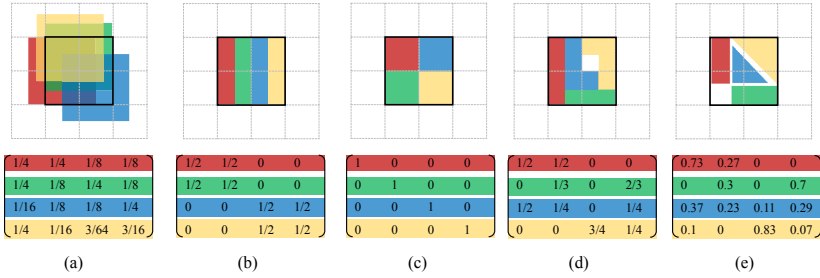 1/4 1/4 1/8 1/8
1/4 1/8 1/4 1/8
1/16 1/8 1/8 1/4
1/4 1/16 3/64 3/16
(a)
1/2 1/2 0 0
1/2 1/2 0 0
0 0 1/2 1/2
0 0 1/2 1/2
(b)
1 0 0 0
0 1 0 0
0 0 1 0
0 0 0 1
(c)
1/2 1/2 0 0
0 1/3 0 2/3
1/2 1/4 0 1/4
0 0 3/4 1/4
(d)
0.73 0.27 0 0
0 0.3 0 0.7
0.37 0.23 0.11 0.29
0.1 0 0.83 0.07
(e)